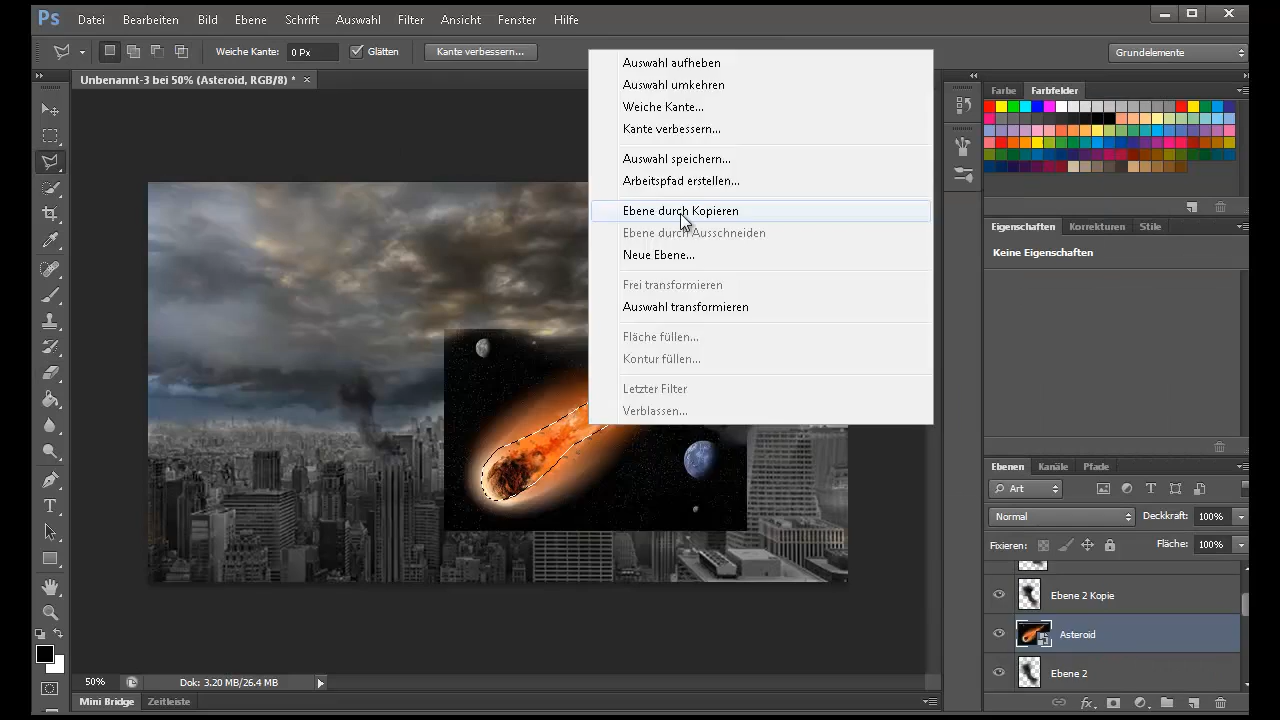 Ps Datei Bearbeiten Bild Ebene Schrift Auswahl Filter Ansicht Fenster Hilfe
Weiche Kante: 0 Px Glätten Kante verbessern... Grundelemente
Unbenannt-3 bei 50% (Asteroid, RGB/8) * ×
Auswahl aufheben
Auswahl umkehren
Weiche Kante...
Kante verbessern...
Auswahl speichern...
Arbeitspfad erstellen...
Ebene durch Kopieren
Ebene durch Ausschneiden
Neue Ebene...
Frei transformieren
Auswahl transformieren
Fläche füllen...
Kontur füllen...
Letzter Filter
Verblassen...
Farbe Farbfelder
Eigenschaften Korrekturen Stile
Keine Eigenschaften
Ebenen Kanäle Pfade
Art
Normal Deckkraft: 100%
Fixieren: Fläche: 100%
Ebene 2 Kopie
Asteroid
Ebene 2
fx
50% Dok: 3.20 MB/26.4 MB
Mini Bridge Zeitleiste